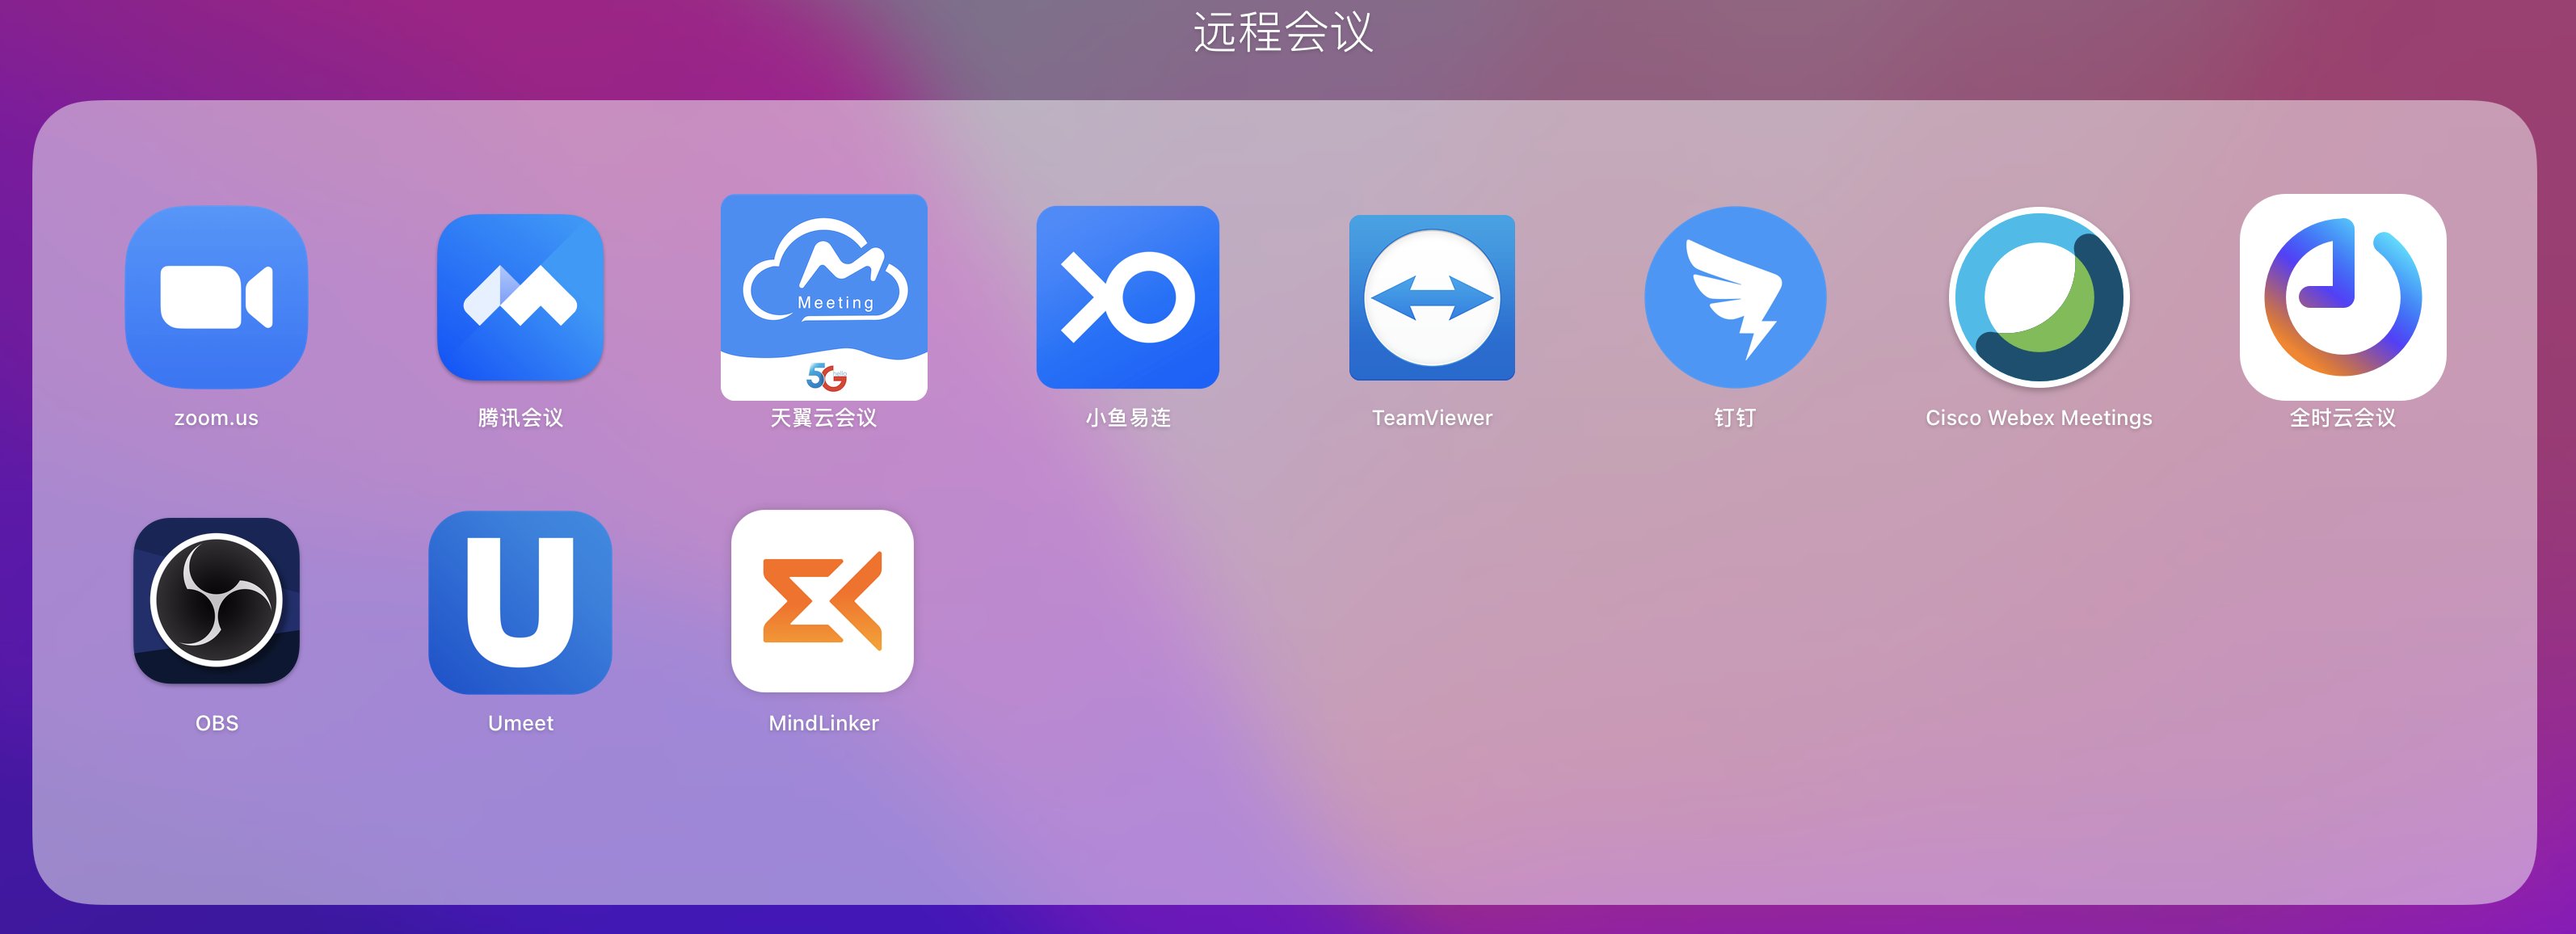 远程会议
Meeting
5G
zoom.us
腾讯会议
天翼云会议
小鱼易连
TeamViewer
钉钉
Cisco Webex Meetings
全时云会议
U
OBS
Umeet
MindLinker